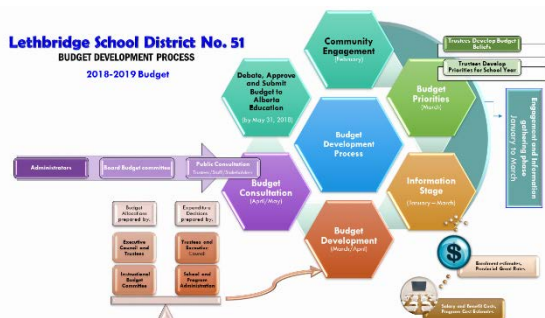 Lethbridge School District No. 51
BUDGET DEVELOPMENT PROCESS
2018-2019 Budget
Community
Engagement
(February)
Trustees Develop Budget
Beliefs
Trustees Develop
Priorities for School Year
Debate, Approve
and Submit
Budget to
Alberta
Education
(by May 31, 2018)
Budget
Priorities
(March)
Engagement and Information
gathering phase
January to March
Budget
Development
Process
Administrators
Board Budget committee
Public Consultation
Trustees/Staff/Stakeholders
Budget
Consultation
(April/May)
Information
Stage
(January - March)
Budget
Development
(March/April)
Budget
Allocations
prepared by:
Expenditure
Decisions
prepared by:
Executive
Council and
Trustees
Trustees and
Executive
Council
Instructional
Budget
Committee
School and
Program
Administration
$
Enrolment estimates,
Provincial Grant Rates
Salary and Benefit Costs,
Program Cost Estimates